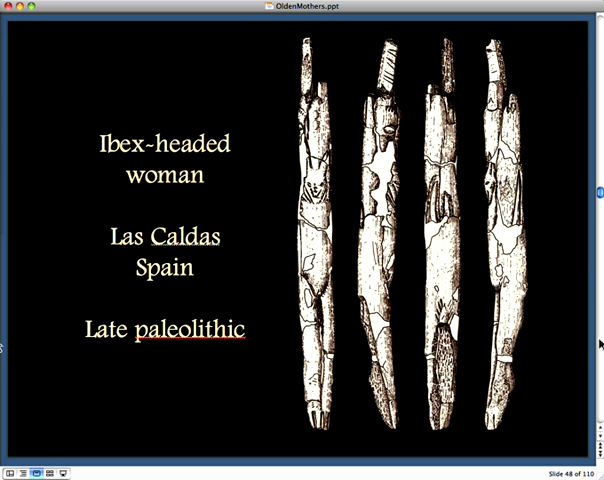 OldenMothers.ppt
Ibex-headed
woman
Las Caldas
Spain
Late paleolithic
Slide 48 of 110